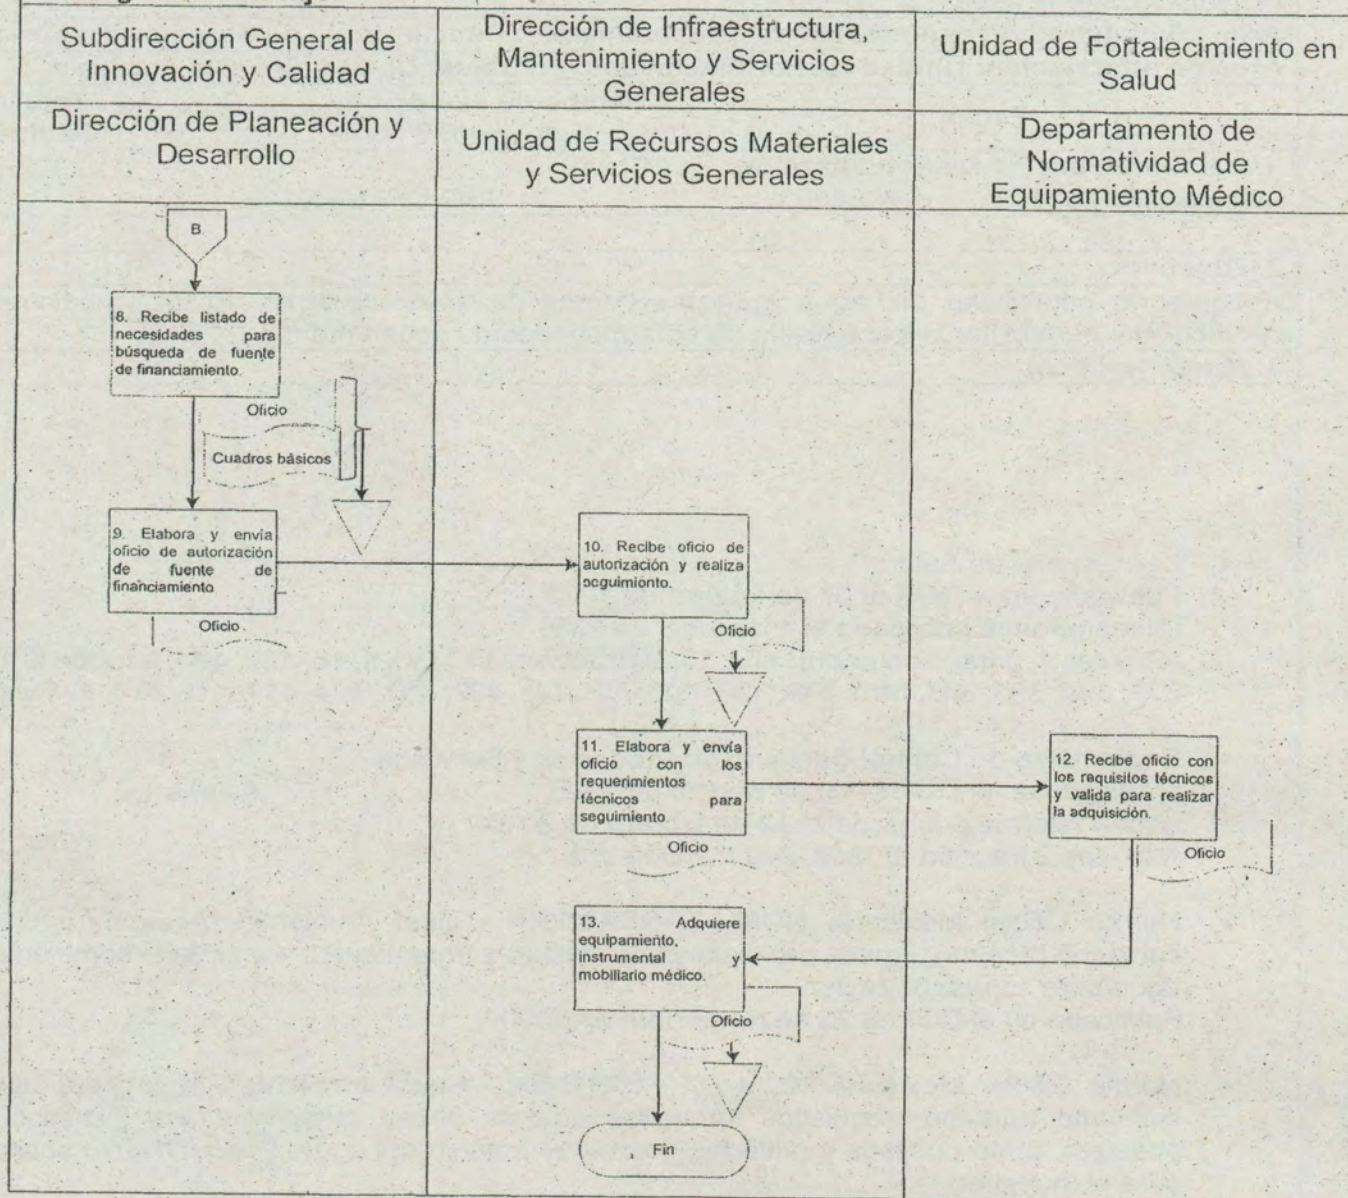 Subdirección General de
Innovación y Calidad
Dirección de Infraestructura,
Mantenimiento y Servicios
Generales
Unidad de Fortalecimiento en
Salud
Dirección de Planeación y
Desarrollo
Unidad de Recursos Materiales
y Servicios Generales
Departamento de
Normatividad de
Equipamiento Médico
B
8. Recibe listado de
necesidades para
búsqueda de fuente
de financiamiento.
Oficio
Cuadros básicos
9. Elabora y envía
oficio de autorización
de fuente de
financiamiento
Oficio
10. Recibe oficio de
autorización y realiza
seguimiento.
Oficio
11. Elabora y envía
oficio con los
requerimientos
técnicos para
seguimiento.
Oficio
12. Recibe oficio con
los requisitos técnicos
y valida para realizar
la adquisición.
Oficio
13. Adquiere
equipamiento,
instrumental y
mobiliario médico.
Oficio
Fin